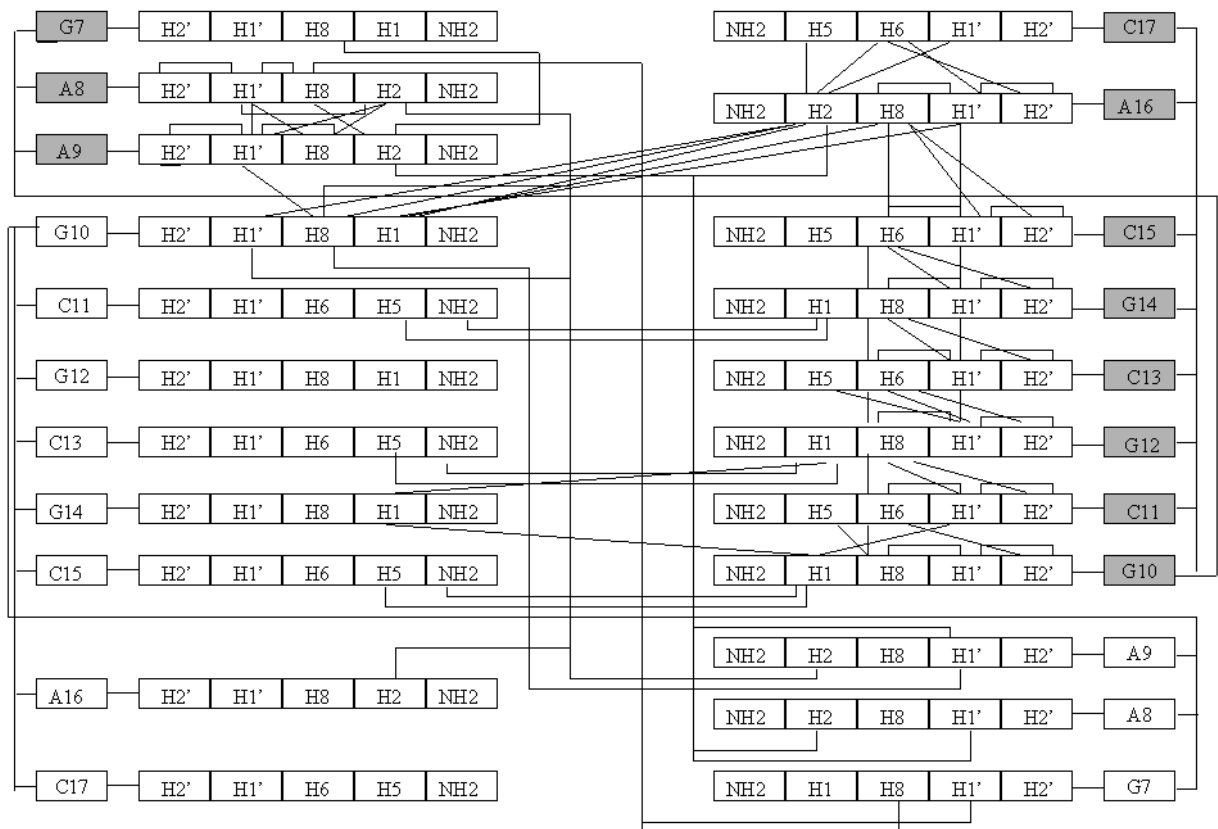 G7 H2' H1' H8 H1 NH2 NH2 H5 H6 H1' H2' C17
A8 H2' H1' H8 H2 NH2 NH2 H2 H8 H1' H2' A16
A9 H2' H1' H8 H2 NH2
G10 H2' H1' H8 H1 NH2 NH2 H5 H6 H1' H2' C15
C11 H2' H1' H6 H5 NH2 NH2 H1 H8 H1' H2' G14
G12 H2' H1' H8 H1 NH2 NH2 H5 H6 H1' H2' C13
C13 H2' H1' H6 H5 NH2 NH2 H1 H8 H1' H2' G12
G14 H2' H1' H8 H1 NH2 NH2 H5 H6 H1' H2' C11
C15 H2' H1' H6 H5 NH2 NH2 H1 H8 H1' H2' G10
NH2 H2 H8 H1' H2' A9
A16 H2' H1' H8 H2 NH2 NH2 H2 H8 H1' H2' A8
C17 H2' H1' H6 H5 NH2 NH2 H1 H8 H1' H2' G7